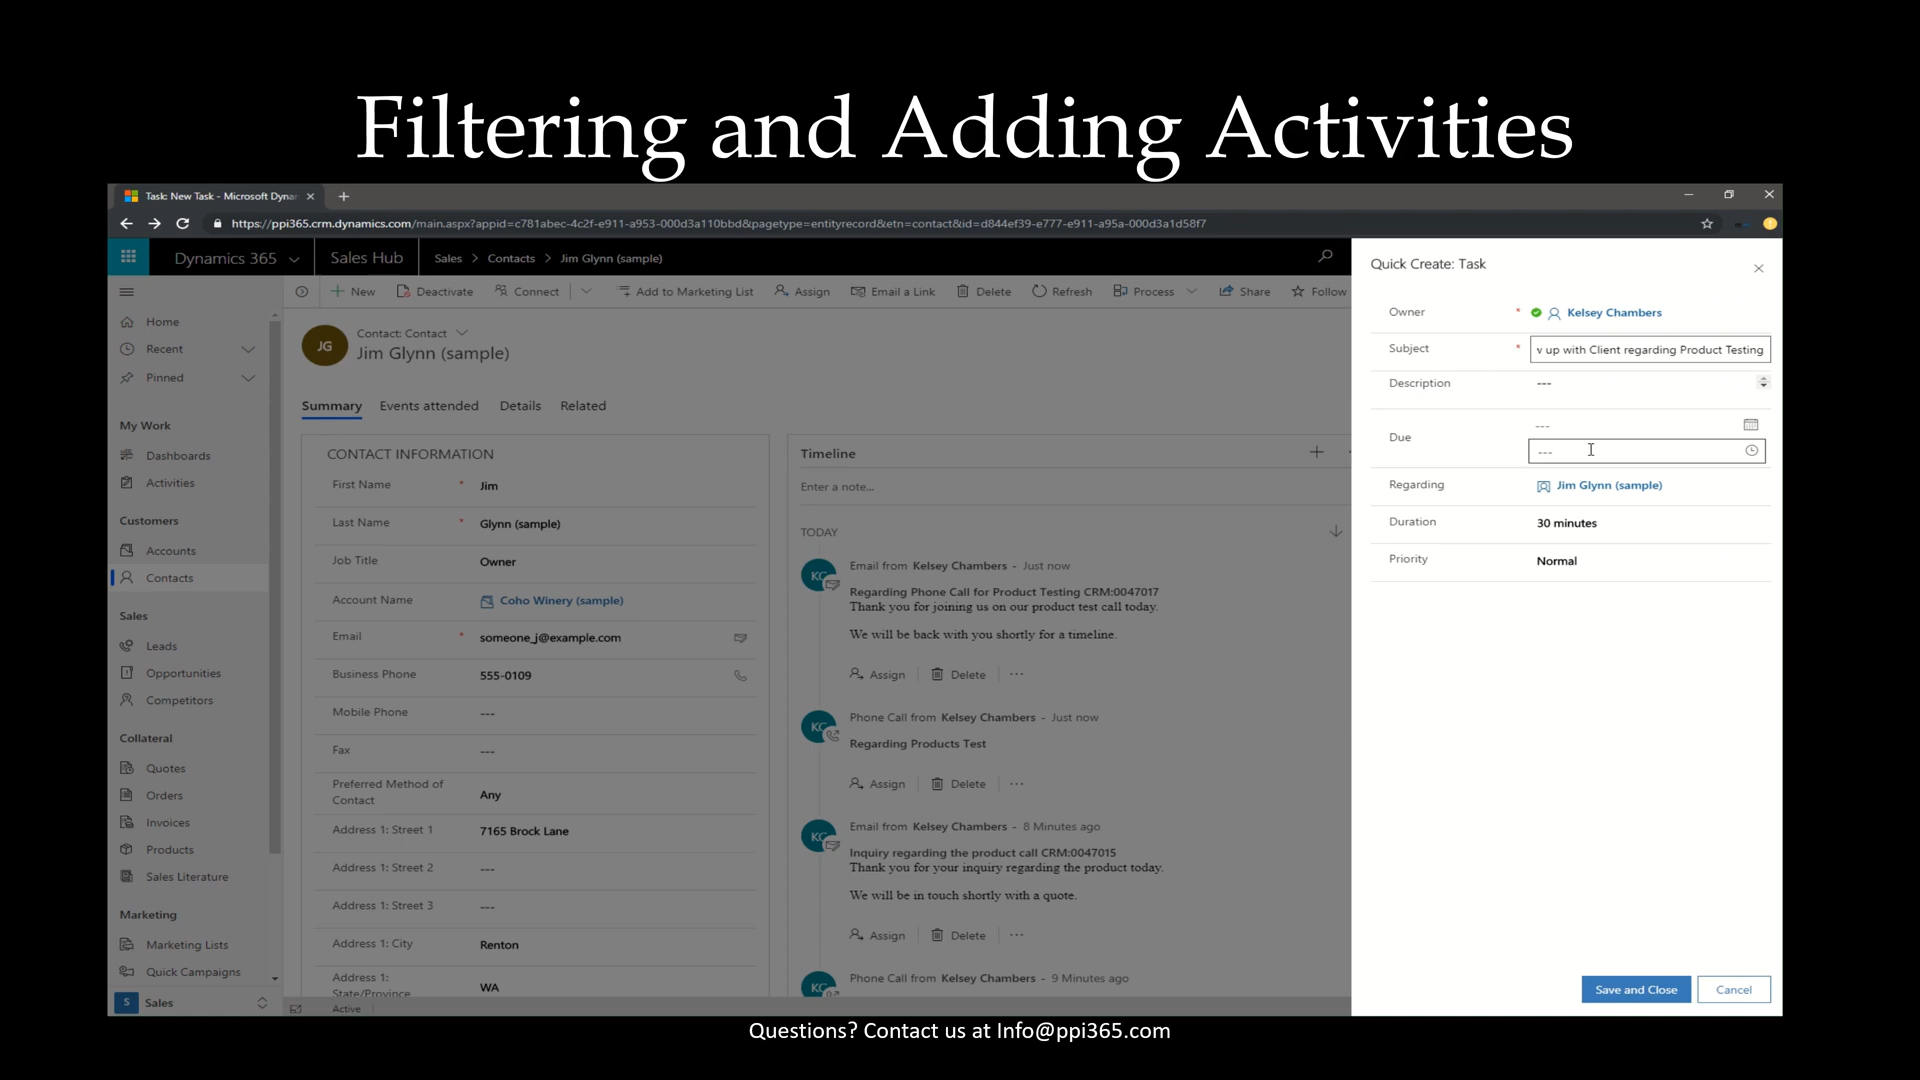 Filtering and Adding Activities
Task: New Task - Microsoft Dyna
https://ppi365.crm.dynamics.com/main.aspx?appid=c781abec-4c2f-e911-a953-000d3a110bbd&pagetype=entityrecord&etn=contact&id=d844ef39-e777-e911-a95a-000d3a1d58f7
Dynamics 365
Sales Hub
Sales > Contacts > Jim Glynn (sample)
New Deactivate Connect Add to Marketing List Assign Email a Link Delete Refresh Process Share Follow
Home
Recent
Pinned
My Work
Dashboards
Activities
Customers
Accounts
Contacts
Sales
Leads
Opportunities
Competitors
Collateral
Quotes
Orders
Invoices
Products
Sales Literature
Marketing
Marketing Lists
Quick Campaigns
S Sales
JG
Contact: Contact
Jim Glynn (sample)
Summary Events attended Details Related
CONTACT INFORMATION
First Name * Jim
Last Name * Glynn (sample)
Job Title Owner
Account Name Coho Winery (sample)
Email * someone_j@example.com
Business Phone 555-0109
Mobile Phone ---
Fax ---
Preferred Method of
Contact Any
Address 1: Street 1 7165 Brock Lane
Address 1: Street 2 ---
Address 1: Street 3 ---
Address 1: City Renton
Address 1:
State/Province WA
Active
Timeline
Enter a note...
TODAY
KC
Email from Kelsey Chambers - Just now
Regarding Phone Call for Product Testing CRM:0047017
Thank you for joining us on our product test call today.
We will be back with you shortly for a timeline.
Assign Delete ...
KC
Phone Call from Kelsey Chambers - Just now
Regarding Products Test
Assign Delete ...
KC
Email from Kelsey Chambers - 8 Minutes ago
Inquiry regarding the product call CRM:0047015
Thank you for your inquiry regarding the product today.
We will be in touch shortly with a quote.
Assign Delete ...
KC
Phone Call from Kelsey Chambers - 9 Minutes ago
Quick Create: Task
Owner * Kelsey Chambers
Subject * v up with Client regarding Product Testing
Description ---
Due ---
---
Regarding Jim Glynn (sample)
Duration 30 minutes
Priority Normal
Save and Close Cancel
Questions? Contact us at Info@ppi365.com